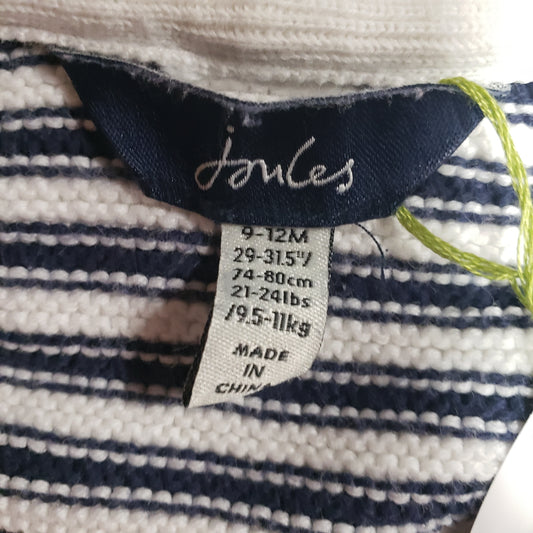 Joules
9-12M
29-31.5"/
74-80cm
21-24lbs
/9.5-11kg
MADE
IN
CHINA